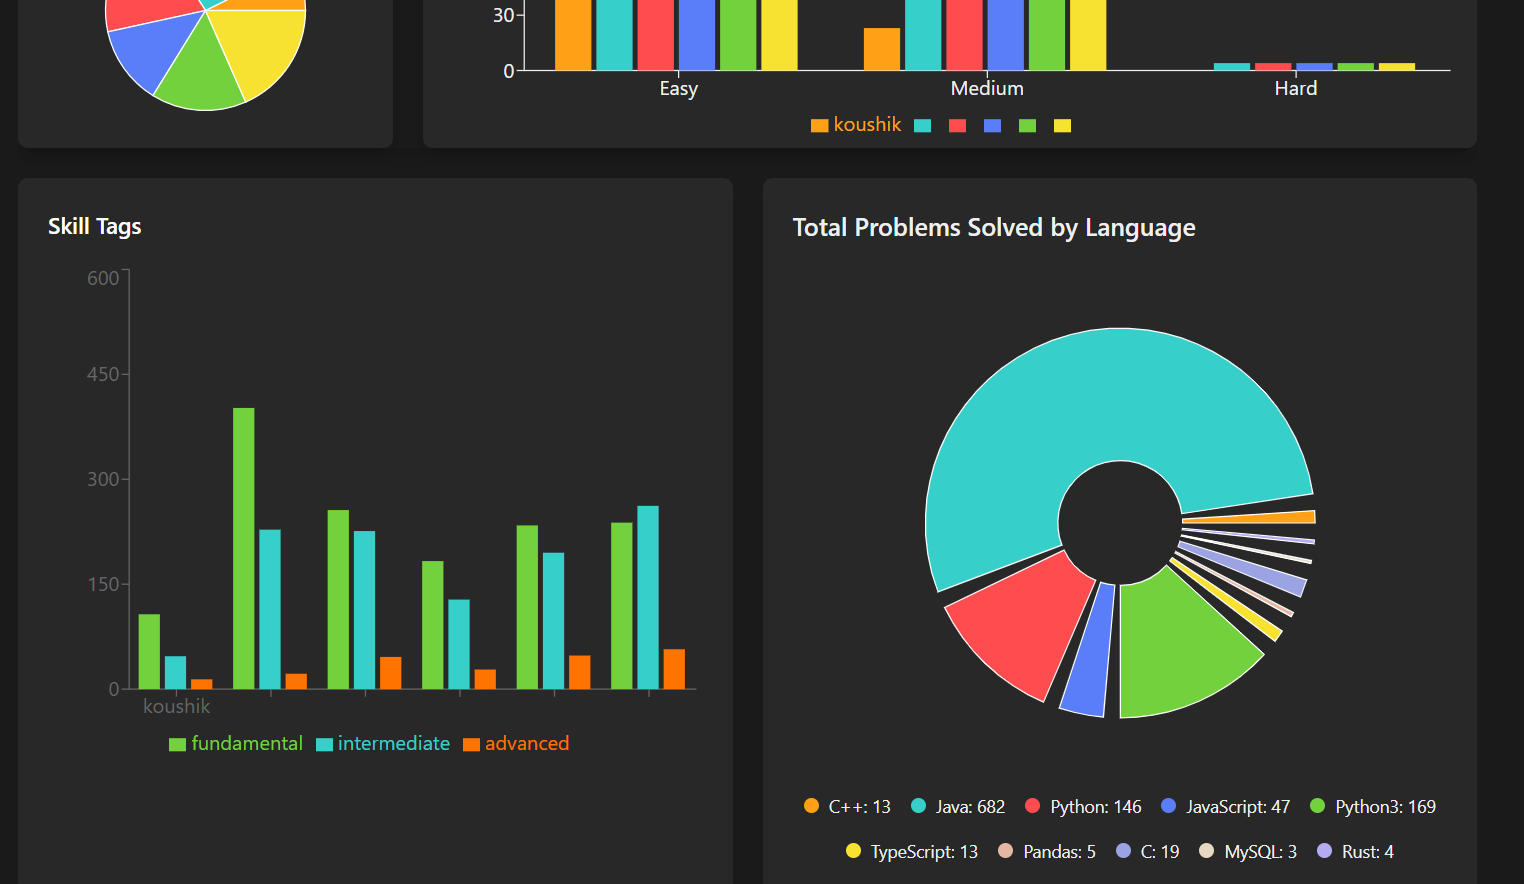 30
0
Easy Medium Hard
koushik
Skill Tags
600
450
300
150
0
koushik
fundamental intermediate advanced
Total Problems Solved by Language
C++: 13 Java: 682 Python: 146 JavaScript: 47 Python3: 169
TypeScript: 13 Pandas: 5 C: 19 MySQL: 3 Rust: 4